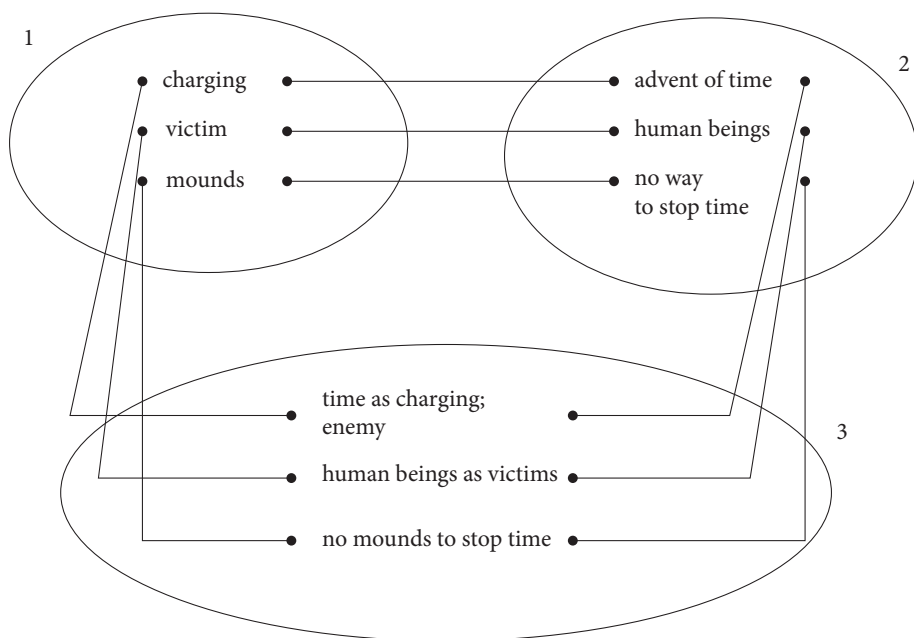 1
charging
victim
mounds
2
advent of time
human beings
no way
to stop time
3
time as charging;
enemy
human beings as victims
no mounds to stop time